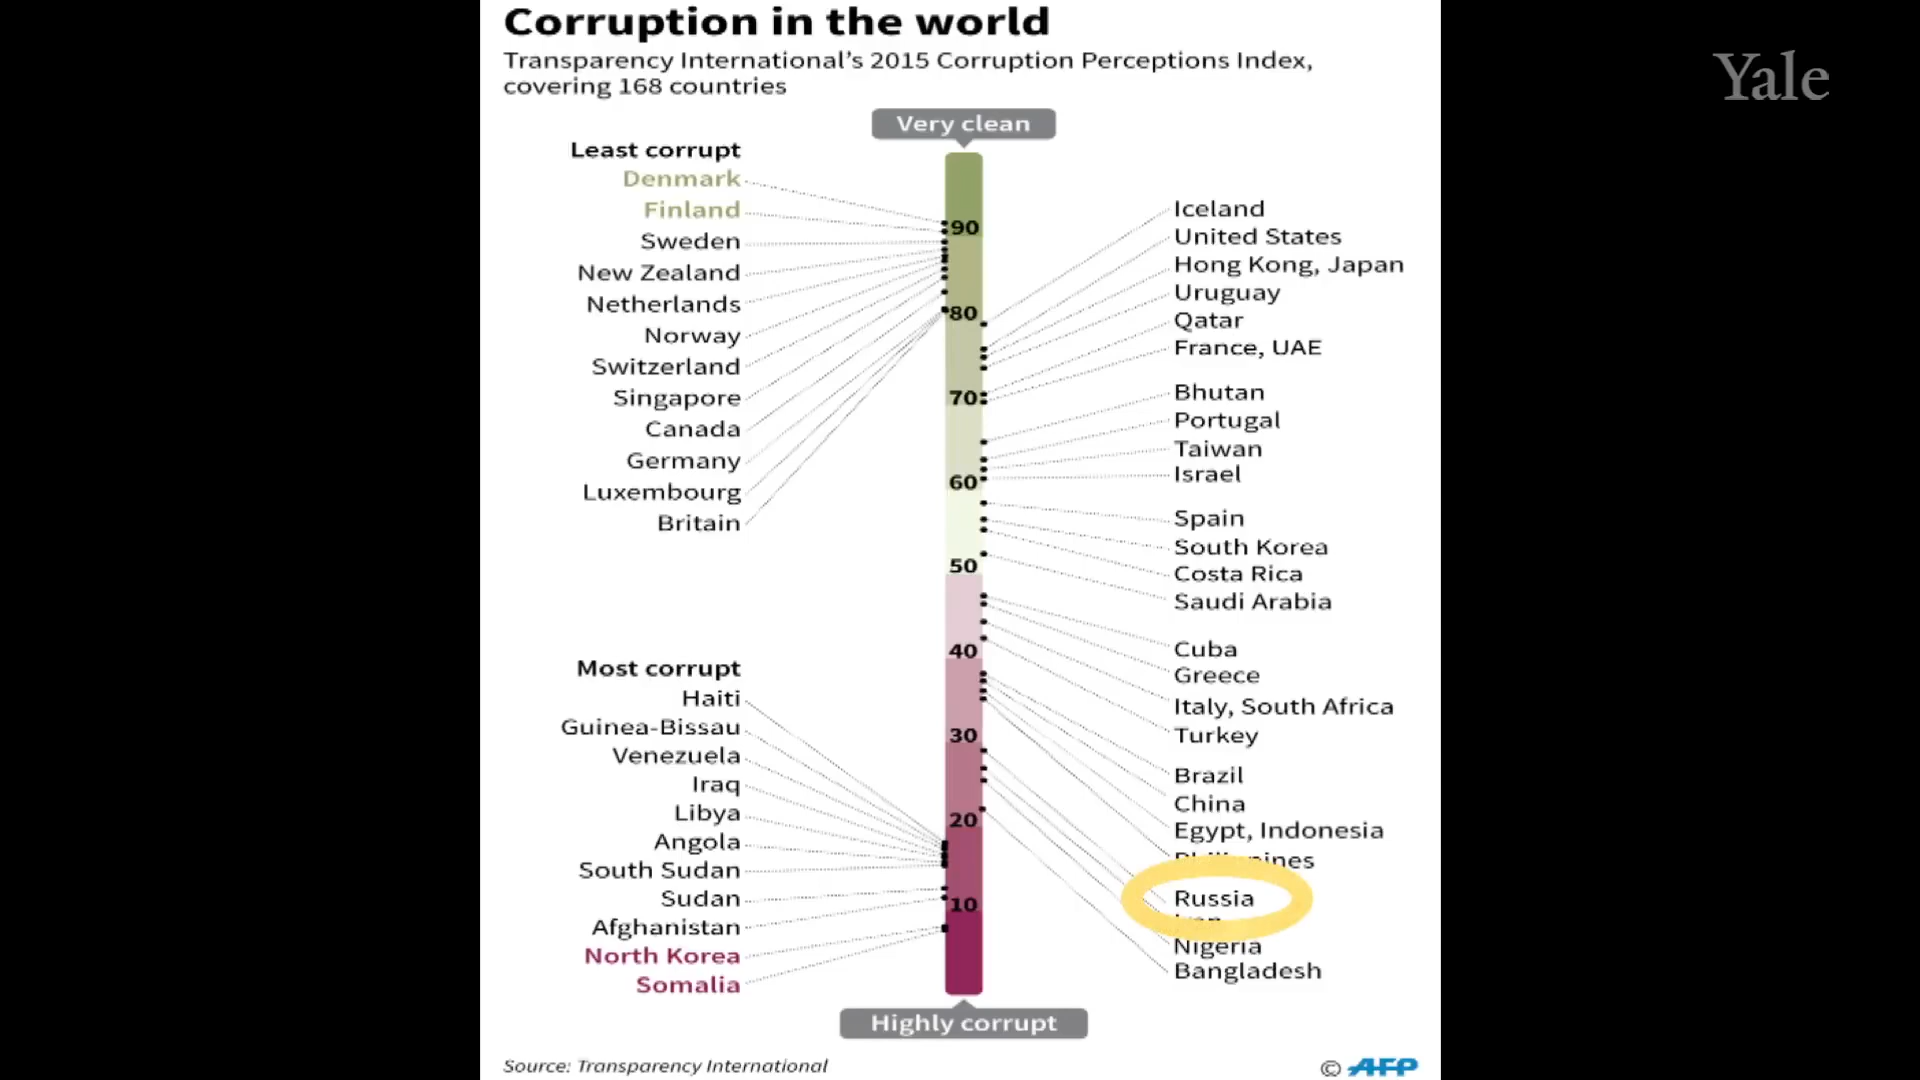 Corruption in the world
Transparency International's 2015 Corruption Perceptions Index,
covering 168 countries
Yale
Very clean
Least corrupt
Denmark
Finland
Sweden
New Zealand
Netherlands
Norway
Switzerland
Singapore
Canada
Germany
Luxembourg
Britain
90
80
70
60
50
40
30
20
10
Iceland
United States
Hong Kong, Japan
Uruguay
Qatar
France, UAE
Bhutan
Portugal
Taiwan
Israel
Spain
South Korea
Costa Rica
Saudi Arabia
Cuba
Greece
Italy, South Africa
Turkey
Brazil
China
Egypt, Indonesia
Philippines
Russia
Iran
Nigeria
Bangladesh
Most corrupt
Haiti
Guinea-Bissau
Venezuela
Iraq
Libya
Angola
South Sudan
Sudan
Afghanistan
North Korea
Somalia
Highly corrupt
Source: Transparency International
© AFP